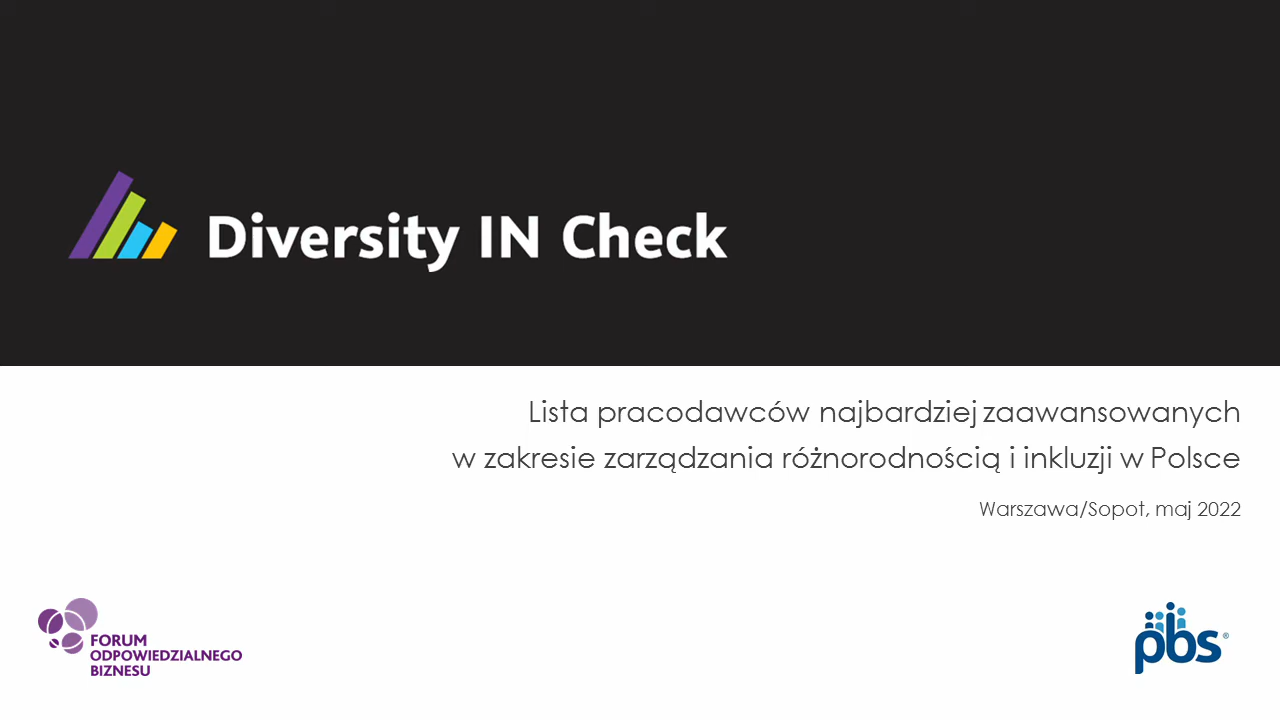 Diversity IN Check
Lista pracodawców najbardziej zaawansowanych
w zakresie zarządzania różnorodnością i inkluzji w Polsce
Warszawa/Sopot, maj 2022
FORUM
ODPOWIEDZIALNEGO
BIZNESU
pbs®